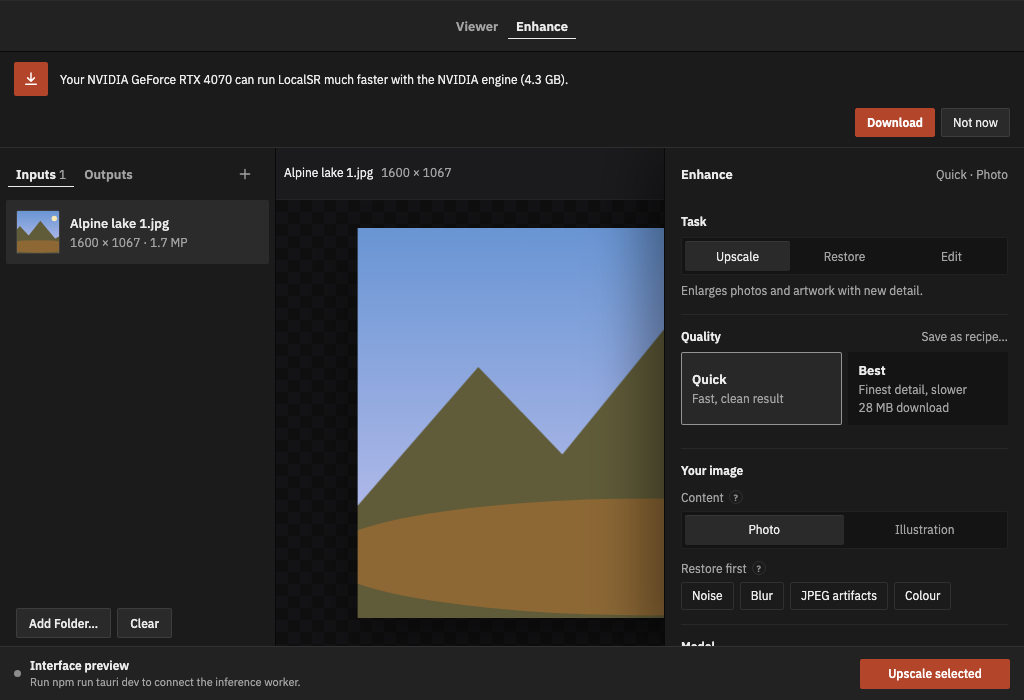 Viewer Enhance
Your NVIDIA GeForce RTX 4070 can run LocalSR much faster with the NVIDIA engine (4.3 GB).
Download Not now
Inputs 1 Outputs +
Alpine lake 1.jpg
1600 × 1067 · 1.7 MP
Add Folder... Clear
Alpine lake 1.jpg 1600 × 1067
Enhance Quick · Photo
Task
Upscale Restore Edit
Enlarges photos and artwork with new detail.
Quality Save as recipe...
Quick
Fast, clean result
Best
Finest detail, slower
28 MB download
Your image
Content ?
Photo Illustration
Restore first ?
Noise Blur JPEG artifacts Colour
Model
Interface preview
Run npm run tauri dev to connect the inference worker.
Upscale selected